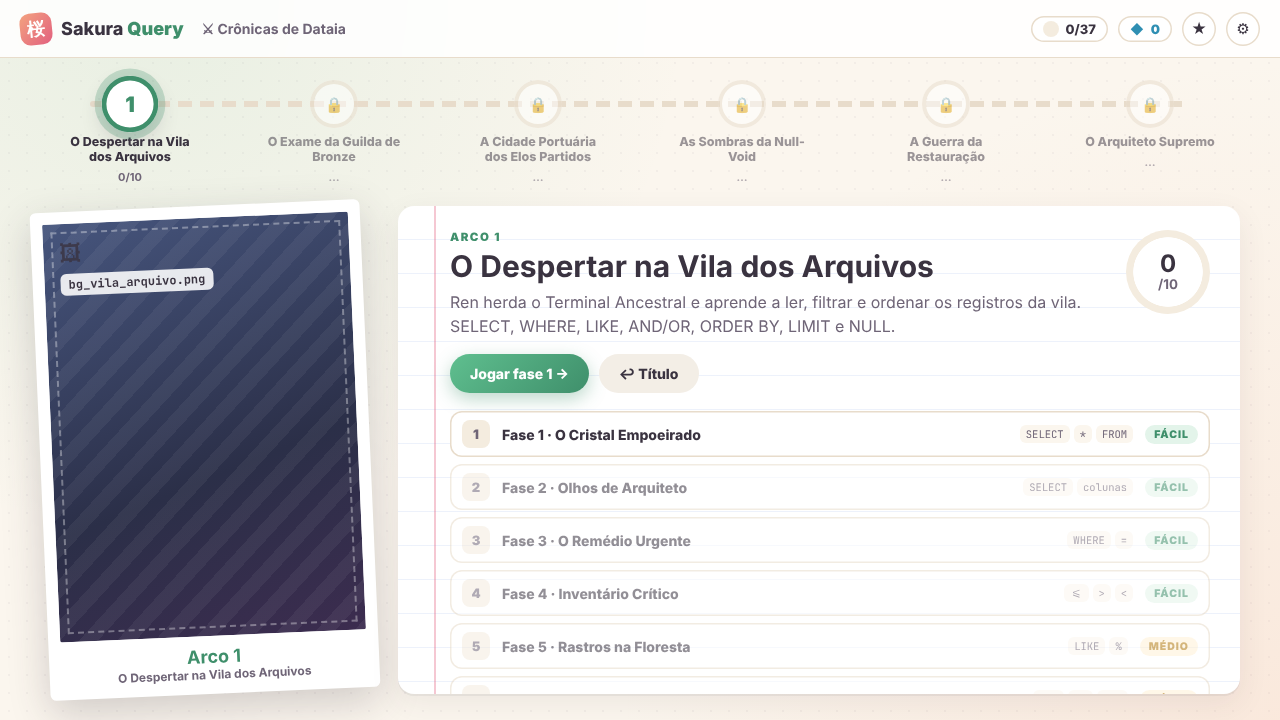 桜 Sakura Query ⚔ Crônicas de Dataia 0/37 ◆ 0 ★ ⚙
1
O Despertar na Vila dos Arquivos
0/10
O Exame da Guilda de Bronze
...
A Cidade Portuária dos Elos Partidos
...
As Sombras da Null-Void
...
A Guerra da Restauração
...
O Arquiteto Supremo
...
bg_vila_arquivo.png
Arco 1
O Despertar na Vila dos Arquivos
ARCO 1
O Despertar na Vila dos Arquivos
Ren herda o Terminal Ancestral e aprende a ler, filtrar e ordenar os registros da vila.
SELECT, WHERE, LIKE, AND/OR, ORDER BY, LIMIT e NULL.
0
/10
Jogar fase 1 → ↩ Título
1 Fase 1 · O Cristal Empoeirado SELECT * FROM FÁCIL
2 Fase 2 · Olhos de Arquiteto SELECT colunas FÁCIL
3 Fase 3 · O Remédio Urgente WHERE = FÁCIL
4 Fase 4 · Inventário Crítico ⩽ > < FÁCIL
5 Fase 5 · Rastros na Floresta LIKE % MÉDIO